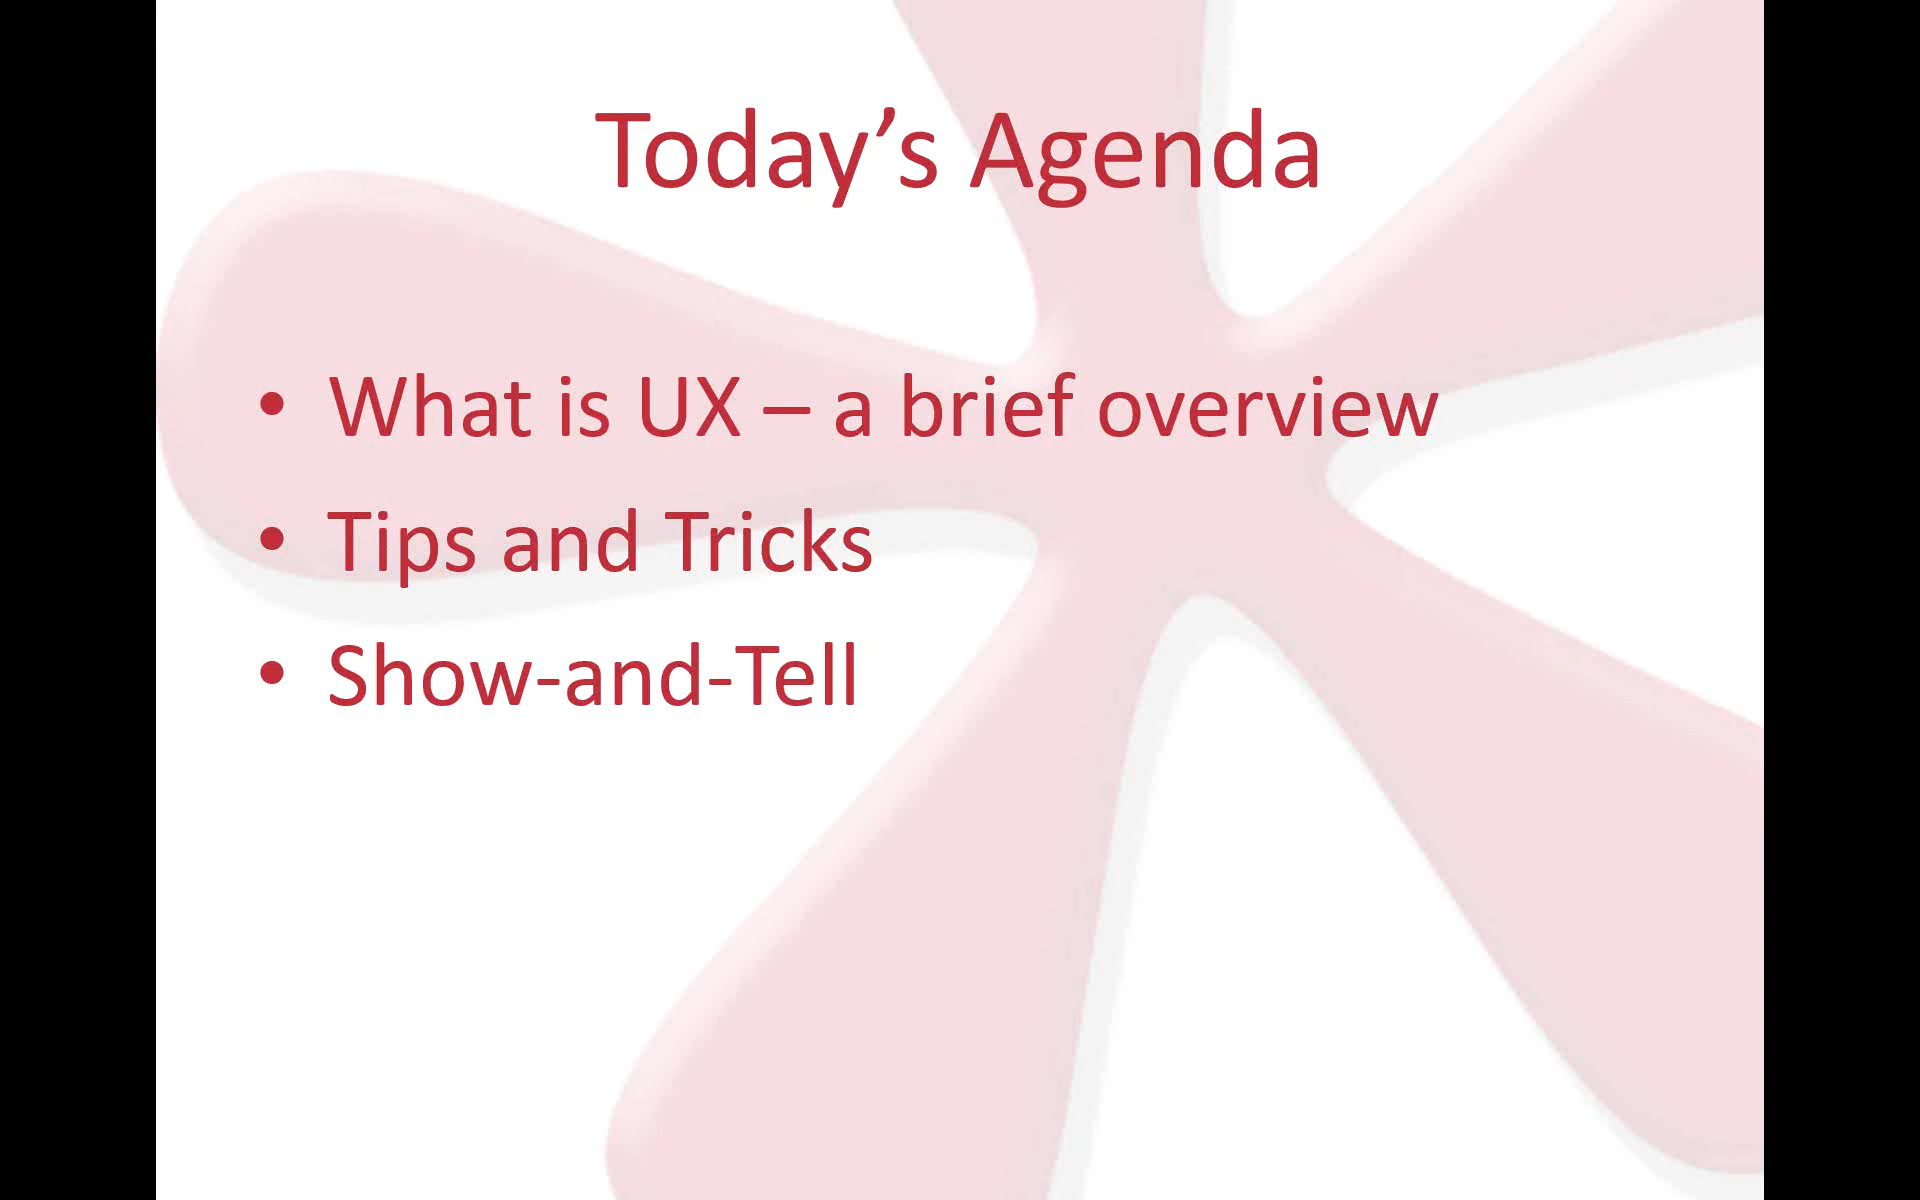 Today’s Agenda
• What is UX – a brief overview
• Tips and Tricks
• Show-and-Tell